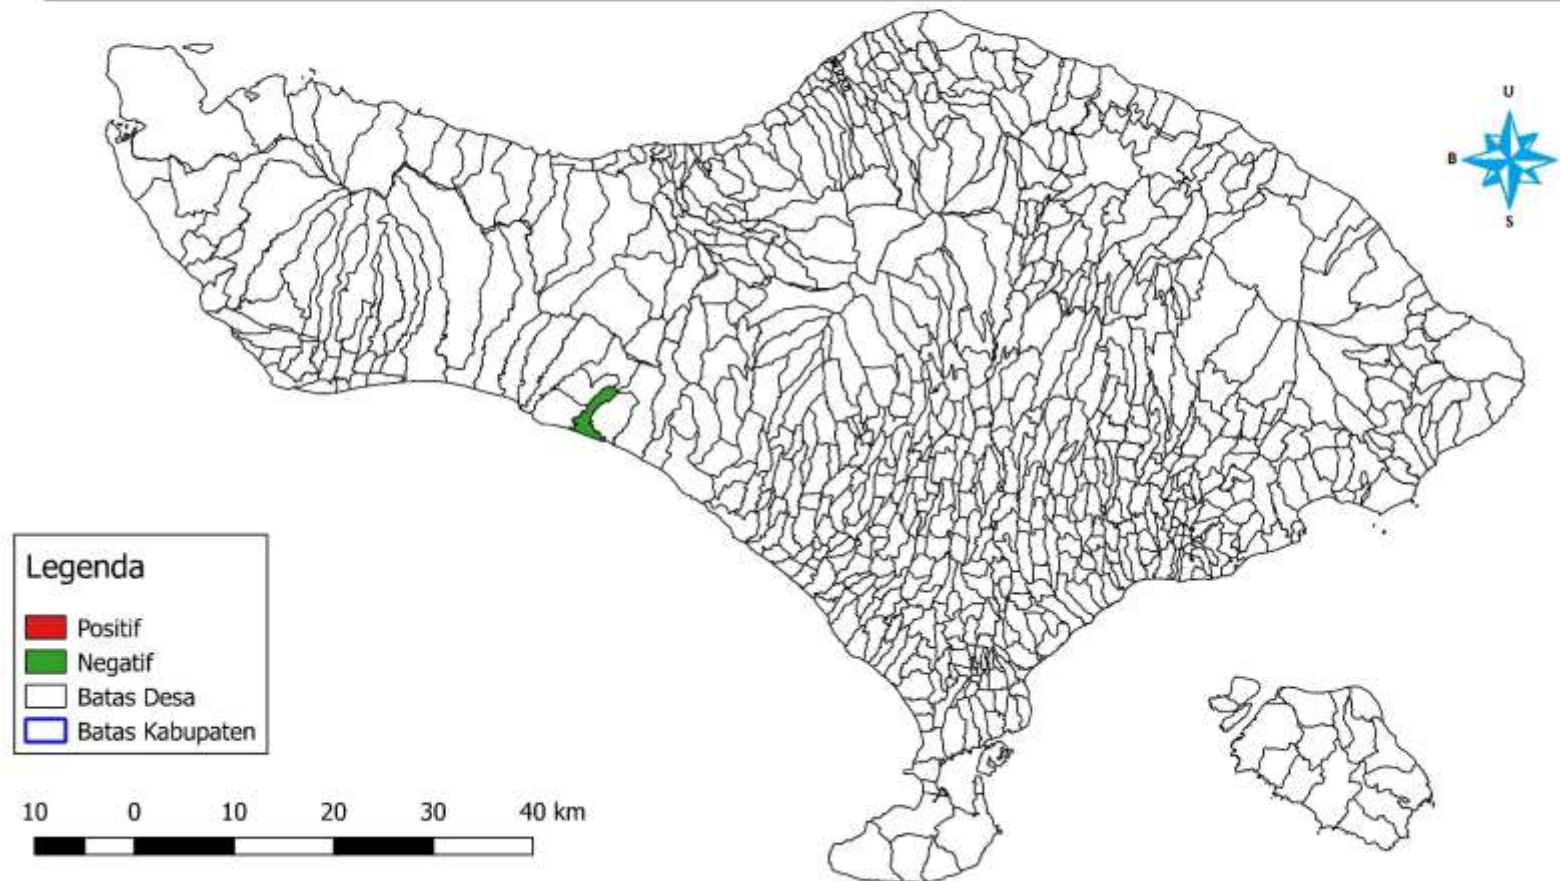 U
B
S
Legenda
Positif
Negatif
Batas Desa
Batas Kabupaten
10 0 10 20 30 40 km